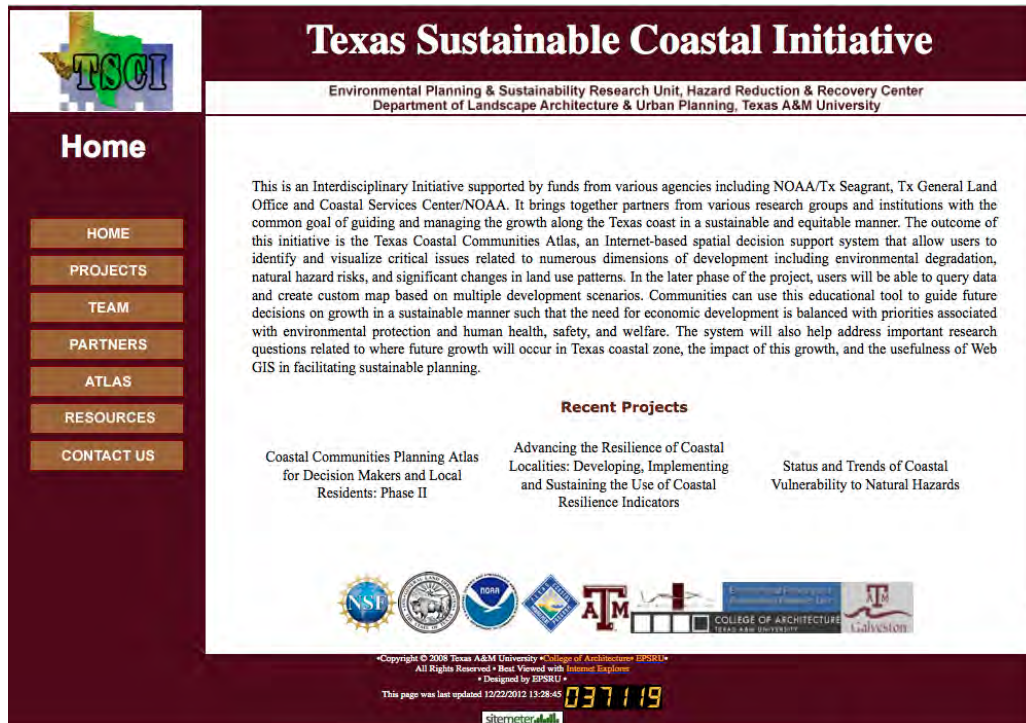 TSCI
Texas Sustainable Coastal Initiative
Environmental Planning & Sustainability Research Unit, Hazard Reduction & Recovery Center
Department of Landscape Architecture & Urban Planning, Texas A&M University
Home
HOME
PROJECTS
TEAM
PARTNERS
ATLAS
RESOURCES
CONTACT US
This is an Interdisciplinary Initiative supported by funds from various agencies including NOAA/Tx Seagrant, Tx General Land
Office and Coastal Services Center/NOAA. It brings together partners from various research groups and institutions with the
common goal of guiding and managing the growth along the Texas coast in a sustainable and equitable manner. The outcome of
this initiative is the Texas Coastal Communities Atlas, an Internet-based spatial decision support system that allow users to
identify and visualize critical issues related to numerous dimensions of development including environmental degradation,
natural hazard risks, and significant changes in land use patterns. In the later phase of the project, users will be able to query data
and create custom map based on multiple development scenarios. Communities can use this educational tool to guide future
decisions on growth in a sustainable manner such that the need for economic development is balanced with priorities associated
with environmental protection and human health, safety, and welfare. The system will also help address important research
questions related to where future growth will occur in Texas coastal zone, the impact of this growth, and the usefulness of Web
GIS in facilitating sustainable planning.
Recent Projects
Coastal Communities Planning Atlas
for Decision Makers and Local
Residents: Phase II
Advancing the Resilience of Coastal
Localities: Developing, Implementing
and Sustaining the Use of Coastal
Resilience Indicators
Status and Trends of Coastal
Vulnerability to Natural Hazards
NSF
NOAA
A&M
COLLEGE OF ARCHITECTURE
TEXAS A&M UNIVERSITY
A&M
Galveston
•Copyright © 2008 Texas A&M University •College of Architecture• EPSRU•
All Rights Reserved • Best Viewed with Internet Explorer
• Designed by EPSRU •
This page was last updated 12/22/2012 13:28:45 037119
sitemeter